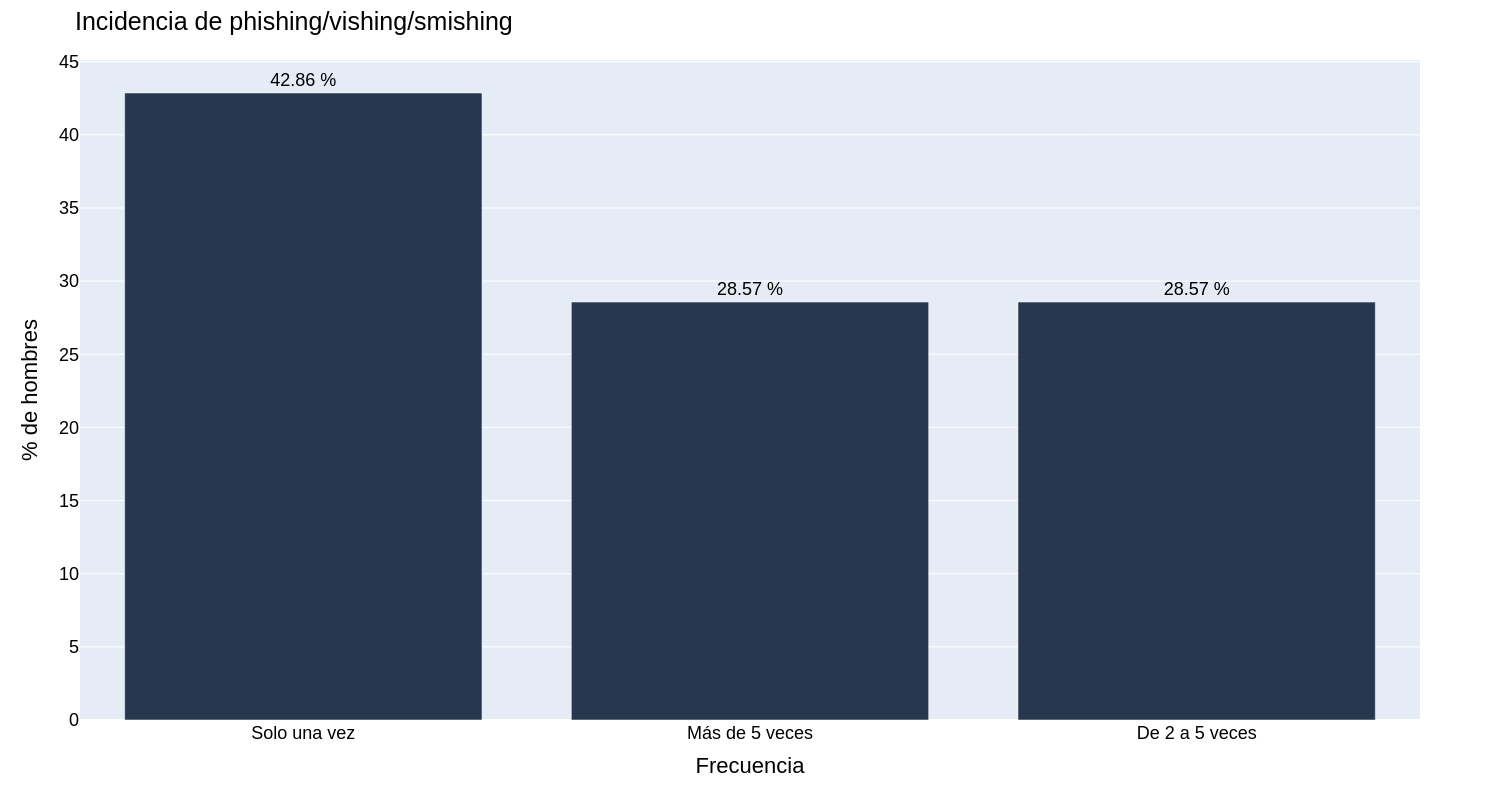 Incidencia de phishing/vishing/smishing
45
40
35
30
25
20
15
10
5
0
% de hombres
42.86 %
28.57 %
28.57 %
Solo una vez
Más de 5 veces
De 2 a 5 veces
Frecuencia